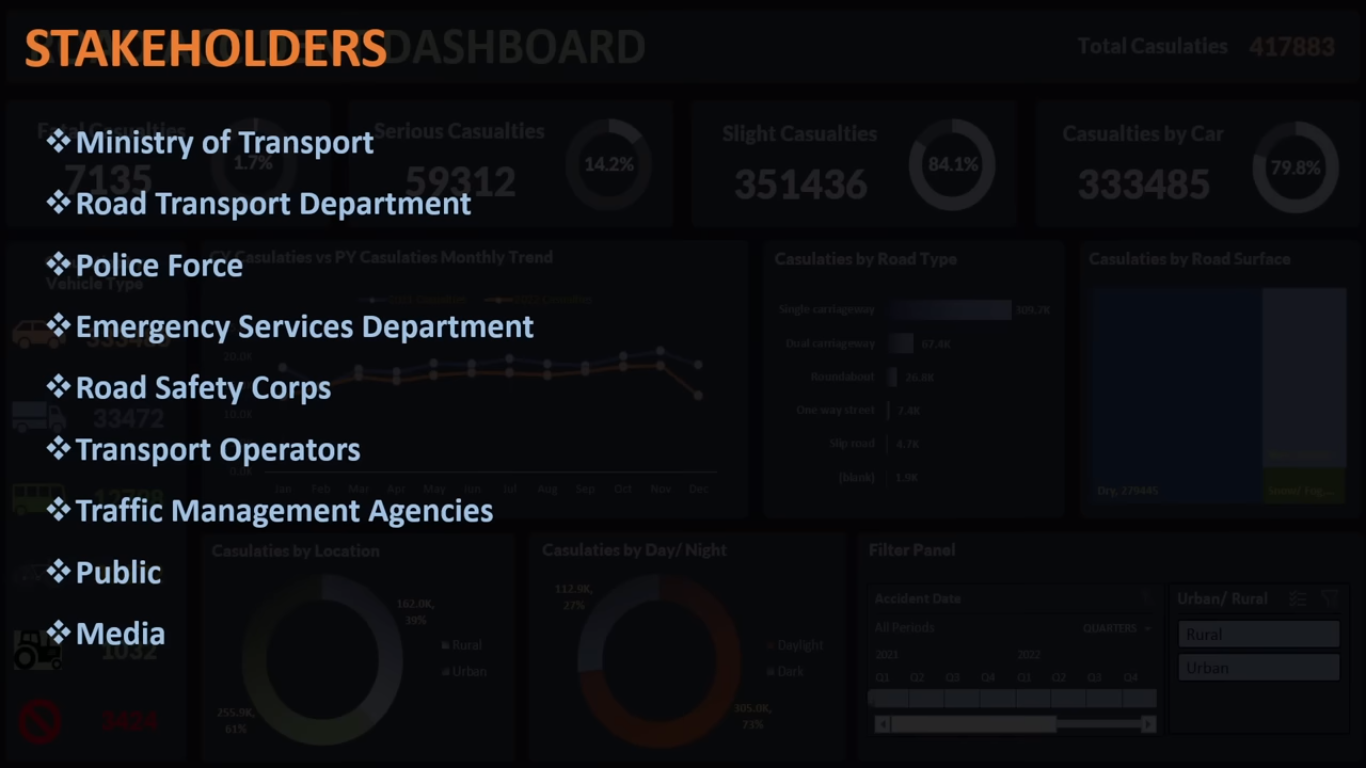 STAKEHOLDERS
DASHBOARD
Total Casulaties 417883
❖Ministry of Transport
❖Road Transport Department
❖Police Force
❖Emergency Services Department
❖Road Safety Corps
❖Transport Operators
❖Traffic Management Agencies
❖Public
❖Media
Fatal Casualties
7135
1.7%
Serious Casualties
59312
14.2%
Slight Casualties
351436
84.1%
Casualties by Car
333485
79.8%
Vehicle Type
33472
1032
3424
CY Casulaties vs PY Casulaties Monthly Trend
20.0K
10.0K
0.0K
Jan Feb Mar Apr May Jun Jul Aug Sep Oct Nov Dec
Casulaties by Road Type
Single carriageway 309.7K
Dual carriageway 67.4K
Roundabout 26.8K
One way street 7.4K
Slip road 4.7K
[blank] 1.9K
Casulaties by Road Surface
Dry, 279445
Snow/ Fog,...
Casulaties by Location
162.0K,
39%
Rural
Urban
255.9K,
61%
Casulaties by Day/ Night
112.9K,
27%
Daylight
Dark
305.0K,
73%
Filter Panel
Accident Date
All Periods QUARTERS
2021 2022
Q1 Q2 Q3 Q4 Q1 Q2 Q3 Q4
Urban/ Rural
Rural
Urban